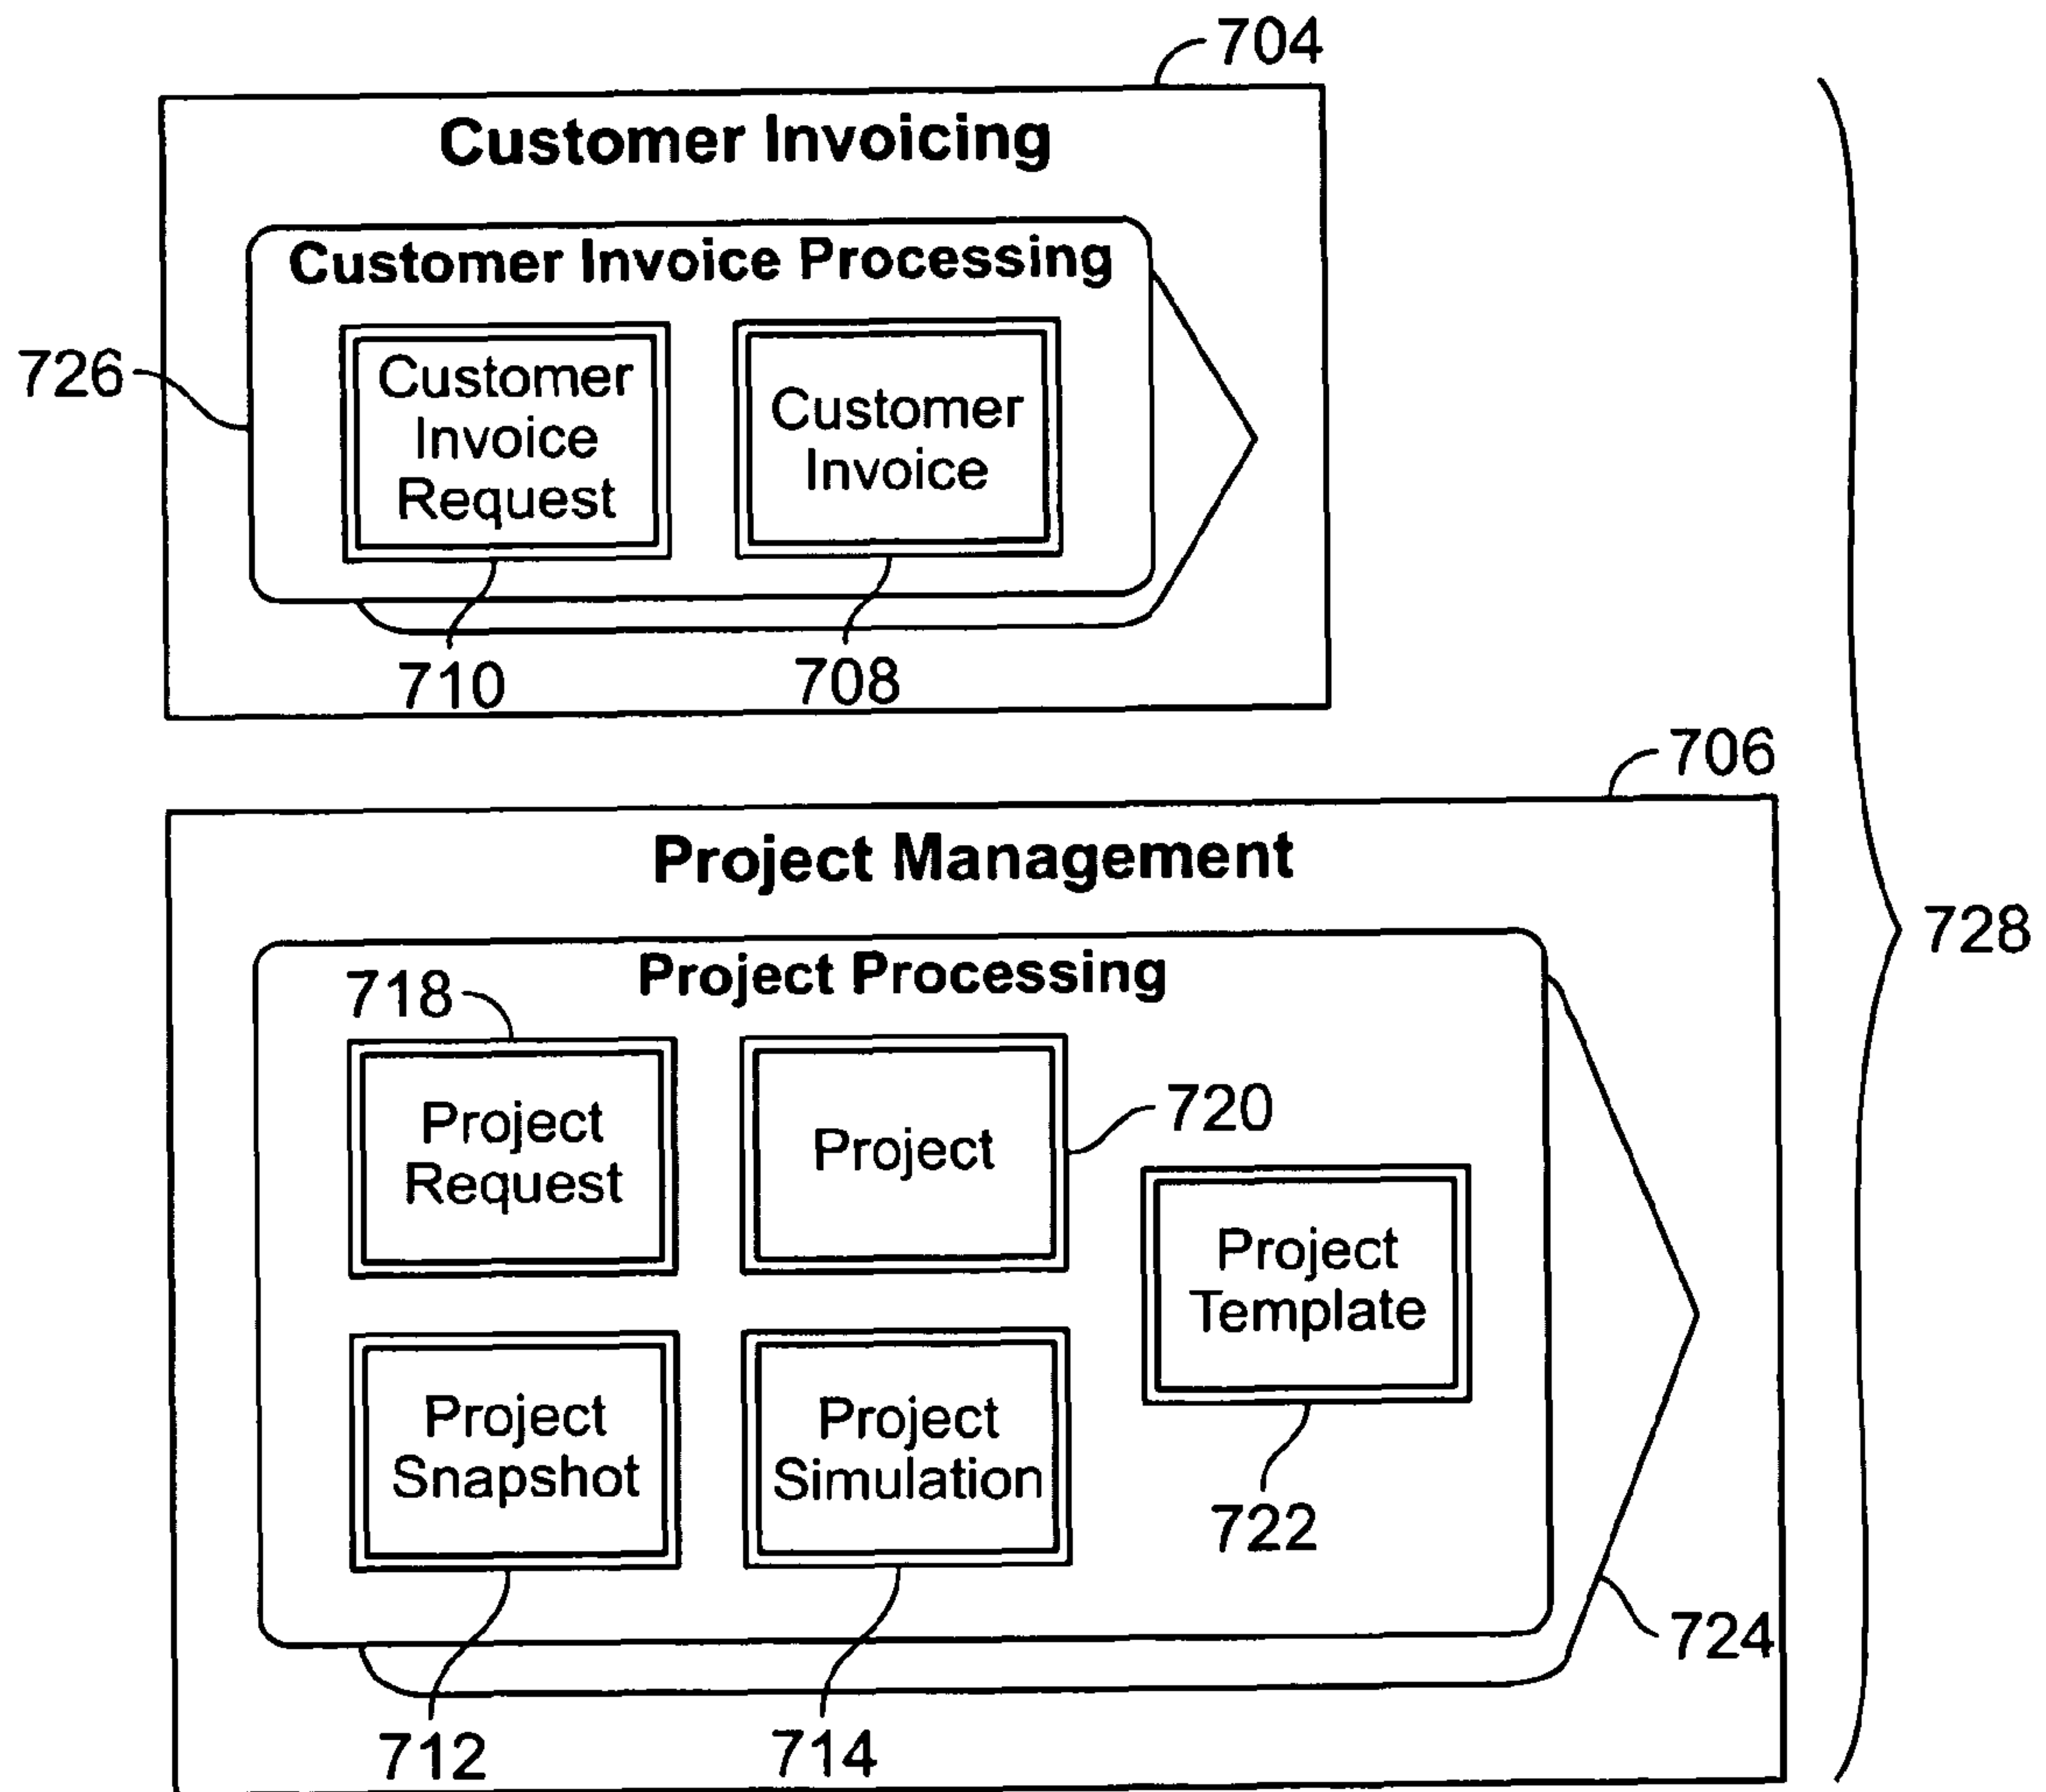 704
Customer Invoicing
Customer Invoice Processing
726
Customer
Invoice
Request
Customer
Invoice
710
708
706
Project Management
728
Project Processing
718
Project
Request
Project
720
Project
Template
Project
Snapshot
Project
Simulation
722
724
712
714